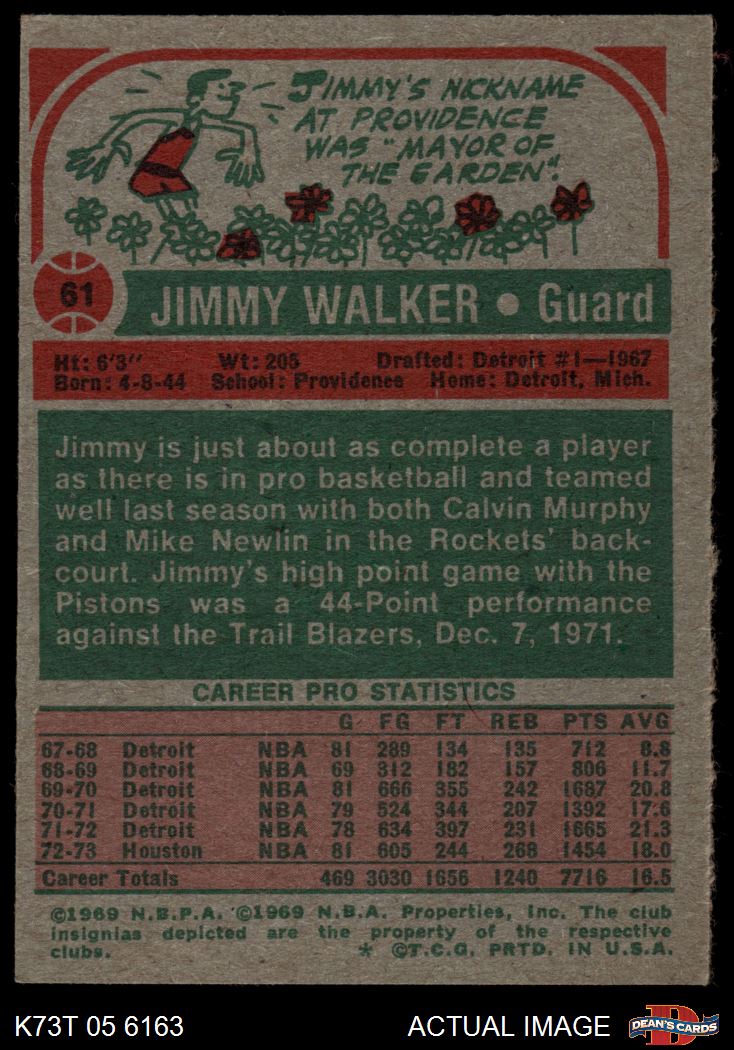 JIMMY'S NICKNAME
AT PROVIDENCE
WAS "MAYOR OF
THE GARDEN".
61
JIMMY WALKER • Guard
Ht: 6'3" Wt: 205 Drafted: Detroit #1—1967
Born: 4-8-44 School: Providence Home: Detroit, Mich.
Jimmy is just about as complete a player
as there is in pro basketball and teamed
well last season with both Calvin Murphy
and Mike Newlin in the Rockets' back-
court. Jimmy's high point game with the
Pistons was a 44-Point performance
against the Trail Blazers, Dec. 7, 1971.
CAREER PRO STATISTICS
G FG FT REB PTS AVG
67-68 Detroit NBA 81 289 134 135 712 8.8
68-69 Detroit NBA 69 312 182 157 806 11.7
69-70 Detroit NBA 81 666 355 242 1687 20.8
70-71 Detroit NBA 79 524 344 207 1392 17.6
71-72 Detroit NBA 78 634 397 231 1665 21.3
72-73 Houston NBA 81 605 244 268 1454 18.0
Career Totals 469 3030 1656 1240 7716 16.5
©1969 N.B.P.A. ©1969 N.B.A. Properties, Inc. The club
insignias depicted are the property of the respective
clubs. * ©T.C.G. PRTD. IN U.S.A.
K73T 05 6163 ACTUAL IMAGE DEAN'S CARDS